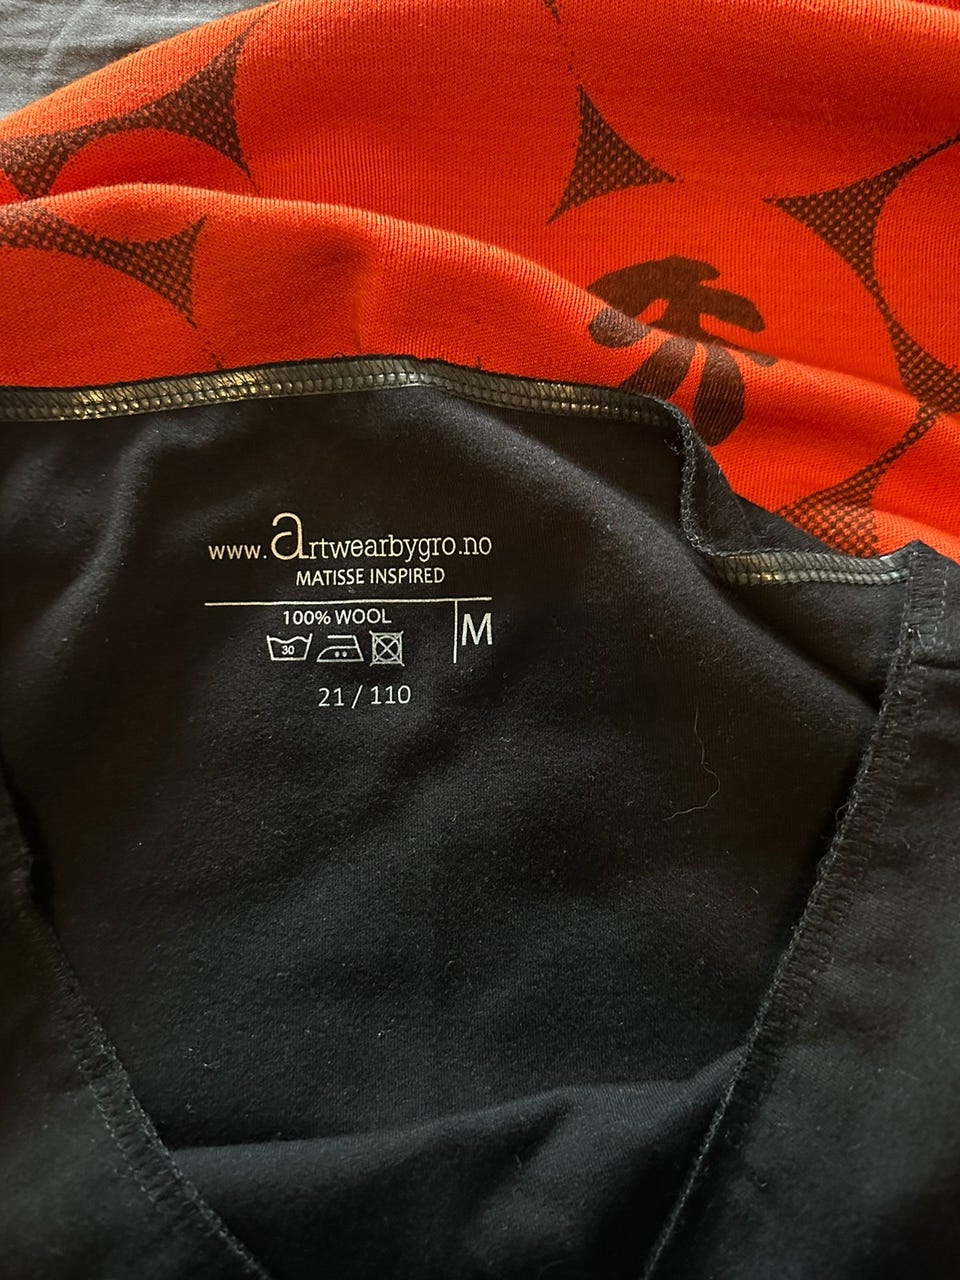 www.artwearbygro.no
MATISSE INSPIRED
100% WOOL
M
30
21 / 110